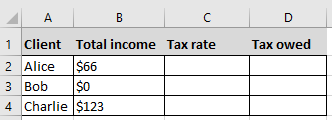 A B C D
1 Client Total income Tax rate Tax owed
2 Alice $66
3 Bob $0
4 Charlie $123